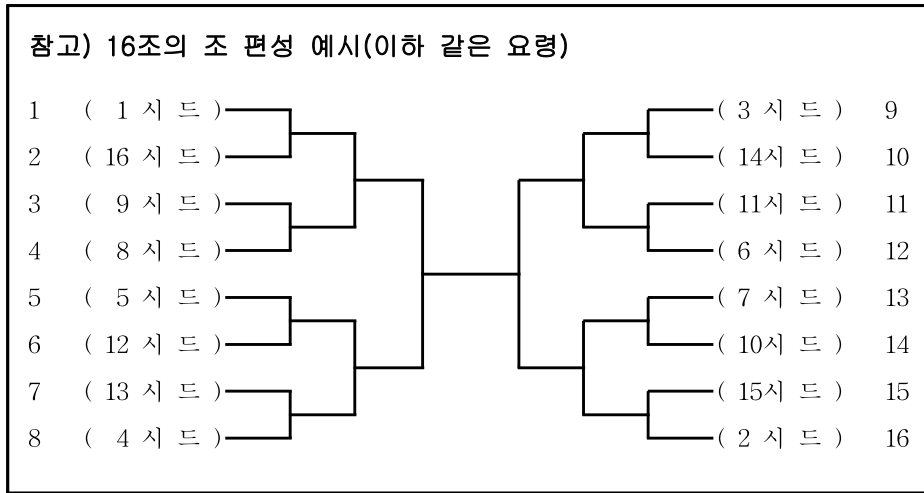 참고) 16조의 조 편성 예시(이하 같은 요령)
1 ( 1 시 드 ) ( 3 시 드 ) 9
2 ( 16 시 드 ) ( 14시 드 ) 10
3 ( 9 시 드 ) ( 11시 드 ) 11
4 ( 8 시 드 ) ( 6 시 드 ) 12
5 ( 5 시 드 ) ( 7 시 드 ) 13
6 ( 12 시 드 ) ( 10시 드 ) 14
7 ( 13 시 드 ) ( 15시 드 ) 15
8 ( 4 시 드 ) ( 2 시 드 ) 16